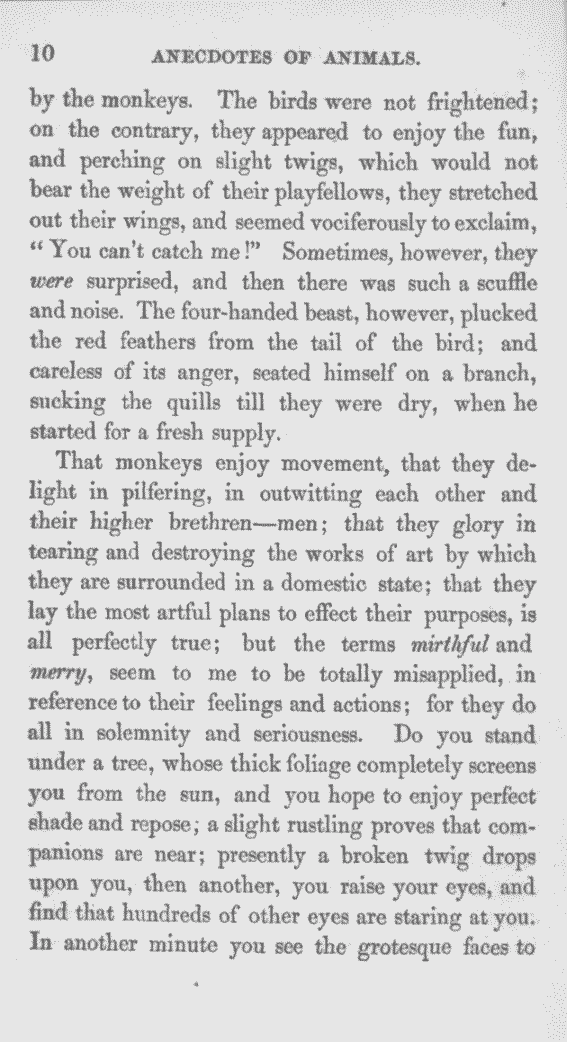 10 ANECDOTES OF ANIMALS.
by the monkeys. The birds were not frightened;
on the contrary, they appeared to enjoy the fun,
and perching on slight twigs, which would not
bear the weight of their playfellows, they stretched
out their wings, and seemed vociferously to exclaim,
“ You can't catch me !” Sometimes, however, they
were surprised, and then there was such a scuffle
and noise. The four-handed beast, however, plucked
the red feathers from the tail of the bird; and
careless of its anger, seated himself on a branch,
sucking the quills till they were dry, when he
started for a fresh supply.
That monkeys enjoy movement, that they de-
light in pilfering, in outwitting each other and
their higher brethren—men; that they glory in
tearing and destroying the works of art by which
they are surrounded in a domestic state; that they
lay the most artful plans to effect their purposes, is
all perfectly true; but the terms mirthful and
merry, seem to me to be totally misapplied, in
reference to their feelings and actions; for they do
all in solemnity and seriousness. Do you stand
under a tree, whose thick foliage completely screens
you from the sun, and you hope to enjoy perfect
shade and repose; a slight rustling proves that com-
panions are near; presently a broken twig drops
upon you, then another, you raise your eyes, and
find that hundreds of other eyes are staring at you.
In another minute you see the grotesque faces to